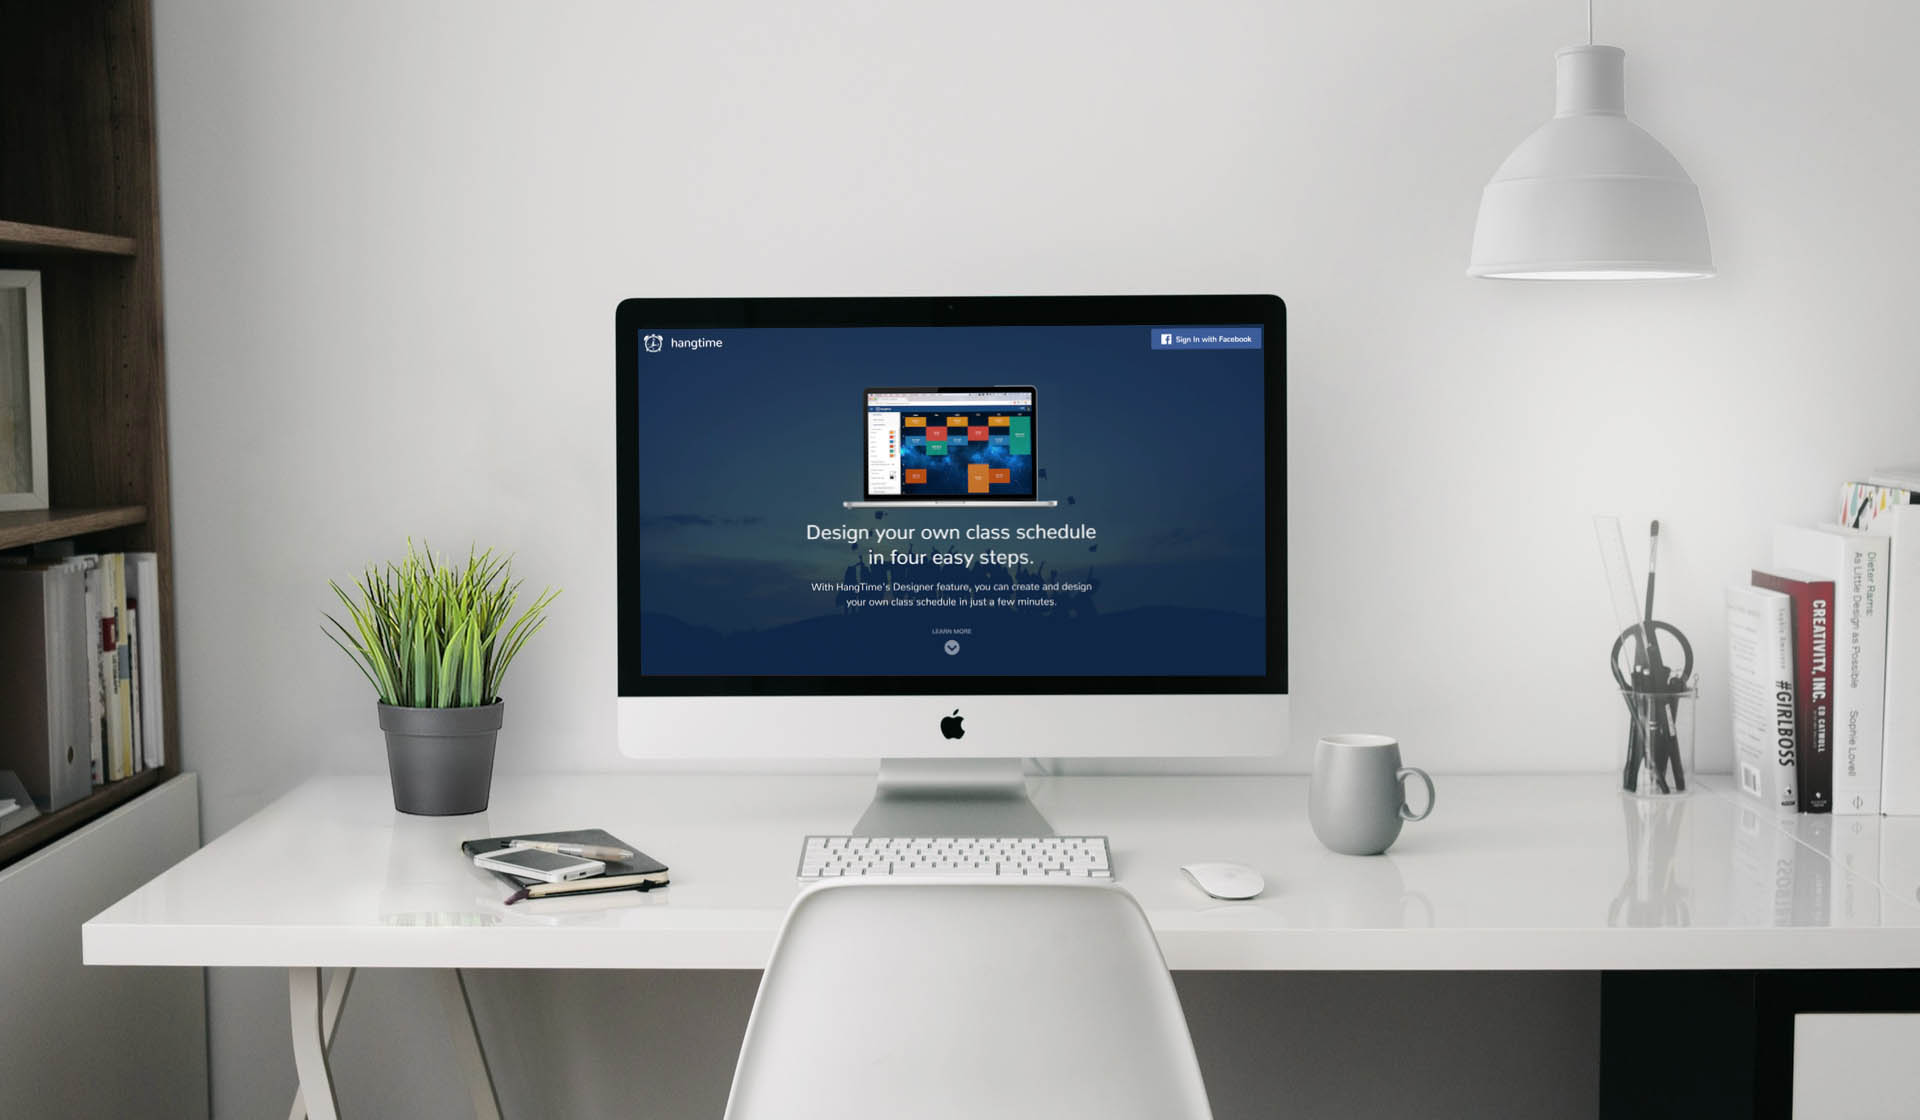 hangtime
Sign In with Facebook
Design your own class schedule
in four easy steps.
With HangTime's Designer feature, you can create and design
your own class schedule in just a few minutes.
LEARN MORE
#GIRLBOSS
CREATIVITY, INC.
ED CATMULL
Dieter Rams:
As Little Design as Possible
Sophie Lovell